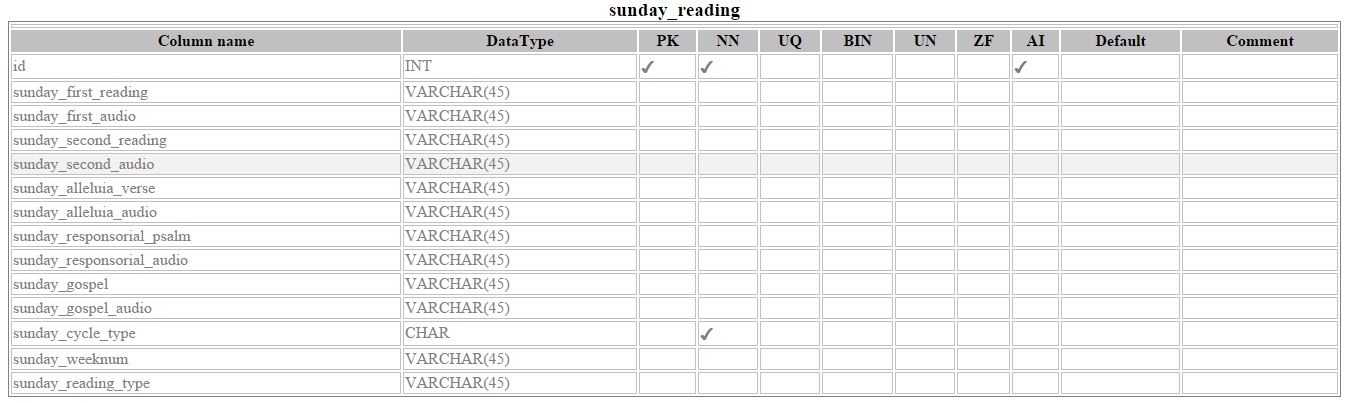 sunday_reading
Column name DataType PK NN UQ BIN UN ZF AI Default Comment
id INT ✓ ✓ ✓
sunday_first_reading VARCHAR(45)
sunday_first_audio VARCHAR(45)
sunday_second_reading VARCHAR(45)
sunday_second_audio VARCHAR(45)
sunday_alleluia_verse VARCHAR(45)
sunday_alleluia_audio VARCHAR(45)
sunday_responsorial_psalm VARCHAR(45)
sunday_responsorial_audio VARCHAR(45)
sunday_gospel VARCHAR(45)
sunday_gospel_audio VARCHAR(45)
sunday_cycle_type CHAR ✓
sunday_weeknum VARCHAR(45)
sunday_reading_type VARCHAR(45)